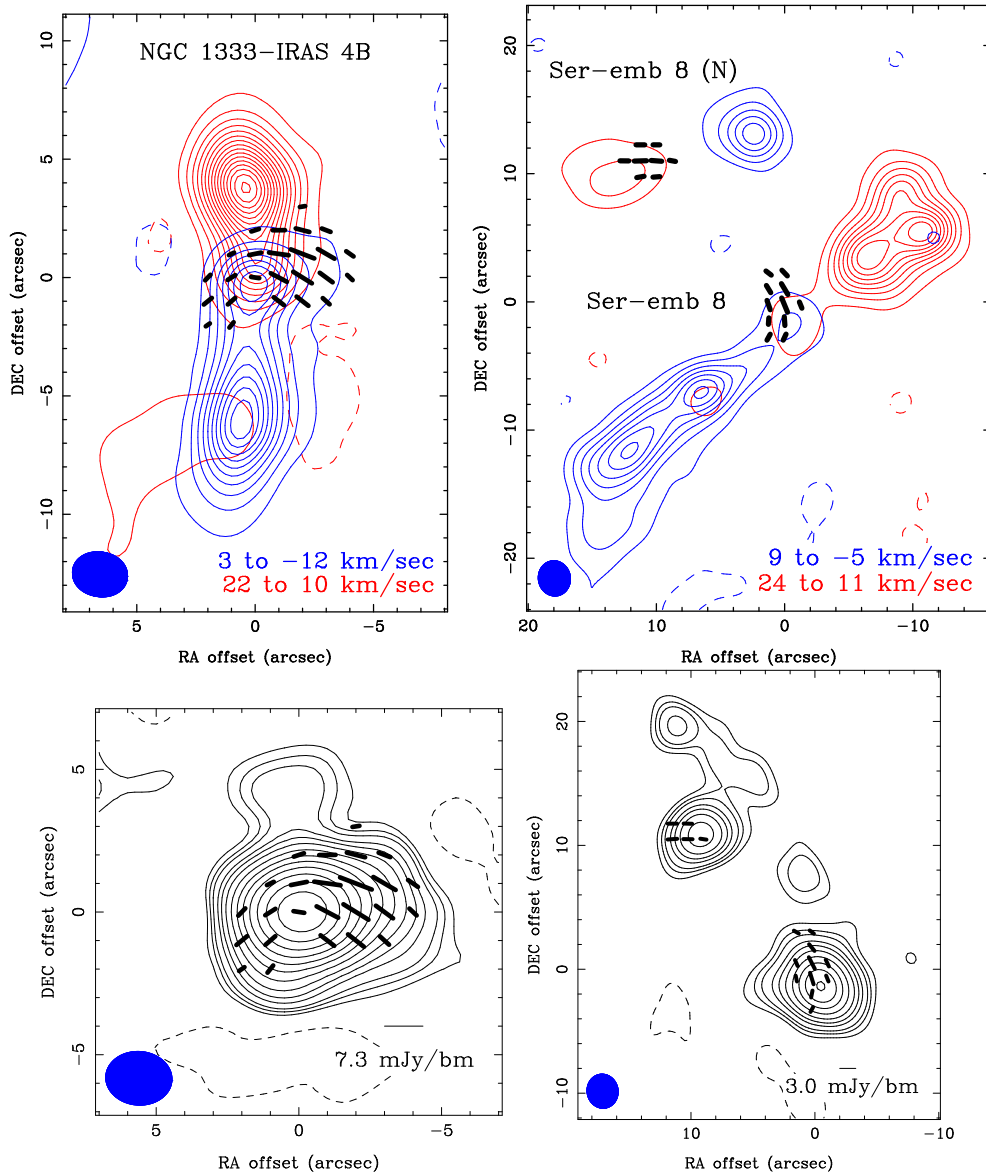 NGC 1333-IRAS 4B
10
5
0
-5
-10
DEC offset (arcsec)
3 to -12 km/sec
22 to 10 km/sec
5
0
-5
RA offset (arcsec)
Ser-emb 8 (N)
Ser-emb 8
20
10
0
-10
-20
DEC offset (arcsec)
9 to -5 km/sec
24 to 11 km/sec
20
10
0
-10
RA offset (arcsec)
5
0
-5
DEC offset (arcsec)
7.3 mJy/bm
5
0
-5
RA offset (arcsec)
20
10
0
-10
DEC offset (arcsec)
3.0 mJy/bm
10
0
-10
RA offset (arcsec)